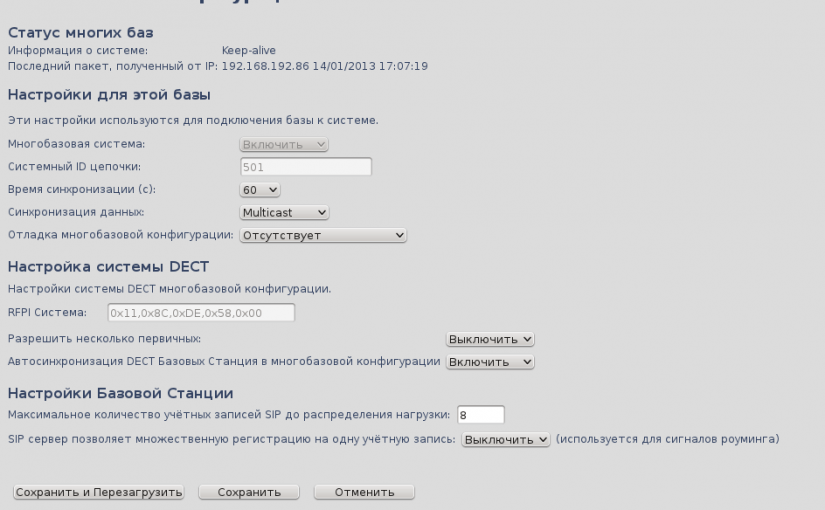 Статус многих баз
Информация о системе: Keep-alive
Последний пакет, полученный от IP: 192.168.192.86 14/01/2013 17:07:19
Настройки для этой базы
Эти настройки используются для подключения базы к системе.
Многобазовая система: Включить
Системный ID цепочки: 501
Время синхронизации (с): 60
Синхронизация данных: Multicast
Отладка многобазовой конфигурации: Отсутствует
Настройка системы DECT
Настройки системы DECT многобазовой конфигурации.
RFPI Система: 0x11,0x8C,0xDE,0x58,0x00
Разрешить несколько первичных: Выключить
Автосинхронизация DECT Базовых Станция в многобазовой конфигурации Включить
Настройки Базовой Станции
Максимальное количество учётных записей SIP до распределения нагрузки: 8
SIP сервер позволяет множественную регистрацию на одну учётную запись: Выключить (используется для сигналов роуминга)
Сохранить и Перезагрузить Сохранить Отменить